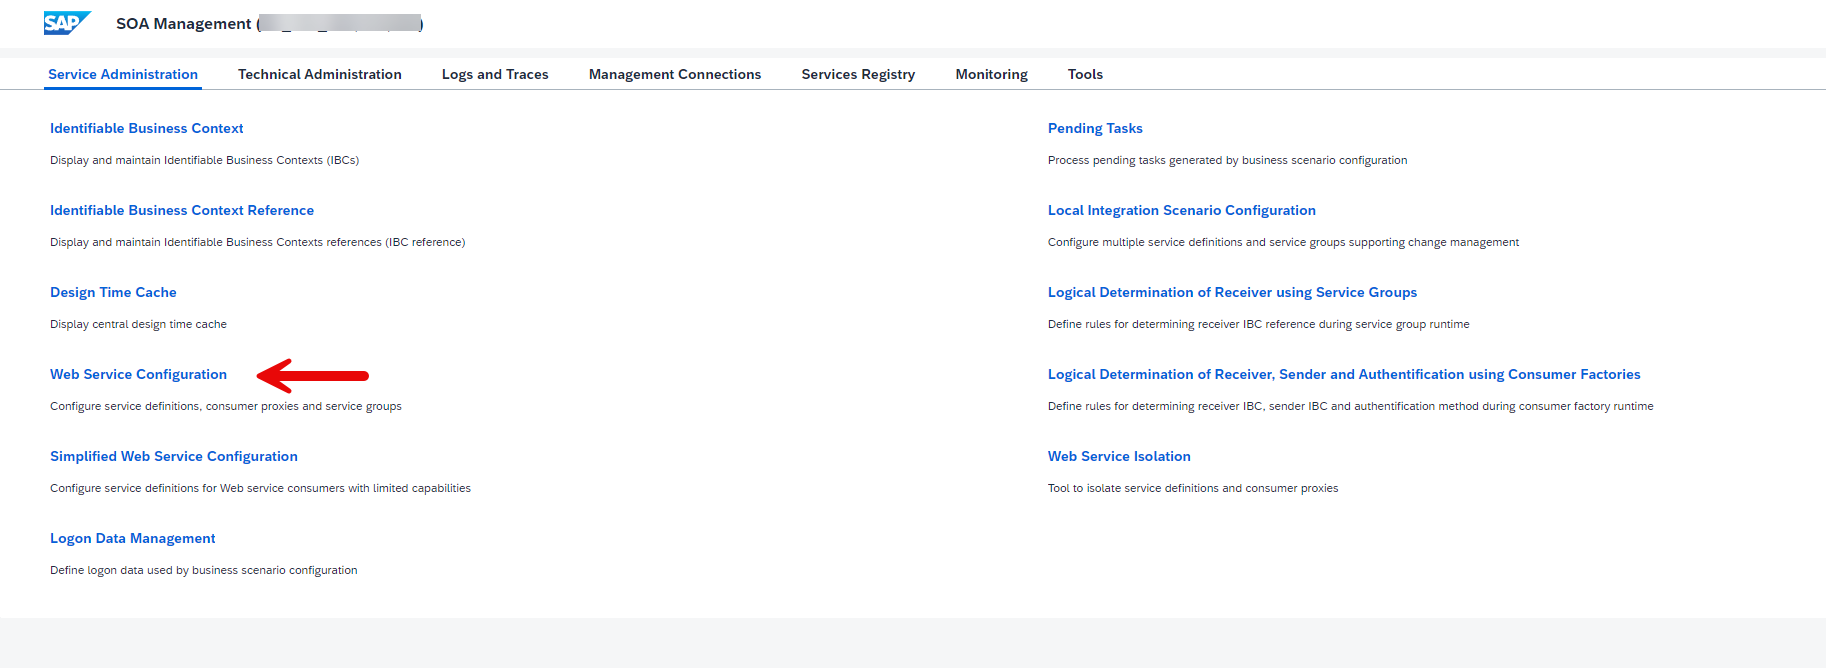 SAP SOA Management (
Service Administration Technical Administration Logs and Traces Management Connections Services Registry Monitoring Tools
Identifiable Business Context
Display and maintain Identifiable Business Contexts (IBCs)
Identifiable Business Context Reference
Display and maintain Identifiable Business Contexts references (IBC reference)
Design Time Cache
Display central design time cache
Web Service Configuration
Configure service definitions, consumer proxies and service groups
Simplified Web Service Configuration
Configure service definitions for Web service consumers with limited capabilities
Logon Data Management
Define logon data used by business scenario configuration
Pending Tasks
Process pending tasks generated by business scenario configuration
Local Integration Scenario Configuration
Configure multiple service definitions and service groups supporting change management
Logical Determination of Receiver using Service Groups
Define rules for determining receiver IBC reference during service group runtime
Logical Determination of Receiver, Sender and Authentification using Consumer Factories
Define rules for determining receiver IBC, sender IBC and authentification method during consumer factory runtime
Web Service Isolation
Tool to isolate service definitions and consumer proxies